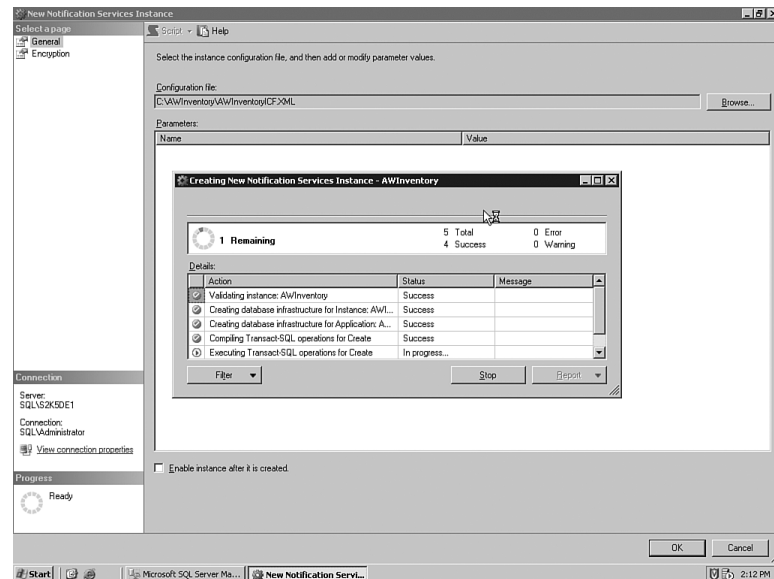 New Notification Services Instance
Select a page
General
Encryption
Script
Help
Select the instance configuration file, and then add or modify parameter values.
Configuration file:
C:\AWInventory\AWInventoryICF.XML
Browse...
Parameters:
Name Value
Creating New Notification Services Instance - AWInventory
1 Remaining
5 Total 0 Error
4 Success 0 Warning
Details:
Action Status Message
Validating instance: AWInventory Success
Creating database infrastructure for Instance: AWI... Success
Creating database infrastructure for Application: A... Success
Compiling Transact-SQL operations for Create Success
Executing Transact-SQL operations for Create In progress...
Filter Stop Report
Connection
Server:
SQL\S2K5DE1
Connection:
SQL\Administrator
View connection properties
Progress
Ready
Enable instance after it is created.
OK Cancel
Start Microsoft SQL Server Ma... New Notification Servi... 2:12 PM